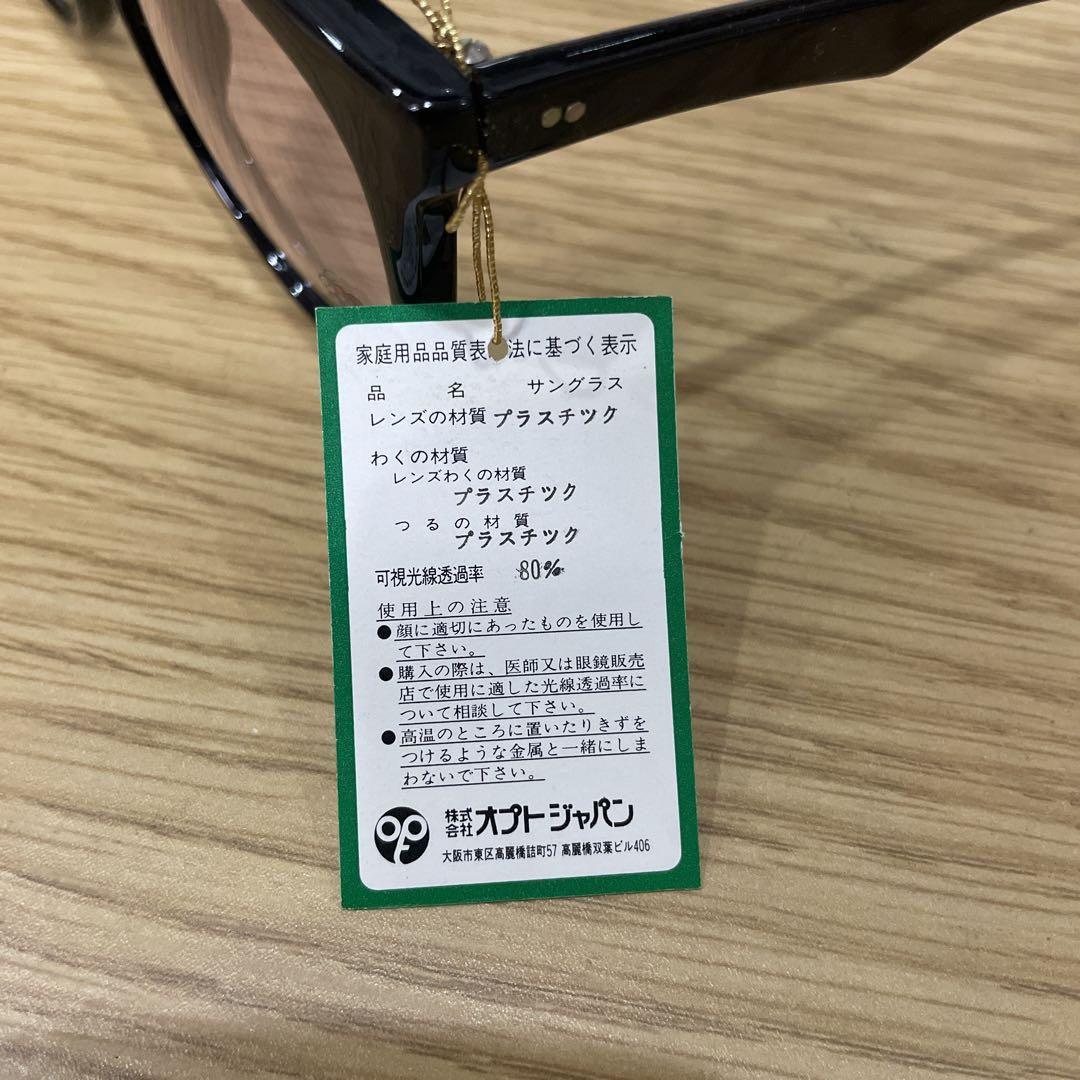 家庭用品品質表 法に基づく表示
品 名 サングラス
レンズの材質 プラスチツク
わくの材質
レンズわくの材質
プラスチツク
つるの材質
プラスチツク
可視光線透過率 80%
使用上の注意
●顔に適切にあったものを使用し
て下さい。
●購入の際は、医師又は眼鏡販売
店で使用に適した光線透過率に
ついて相談して下さい。
●高温のところに置いたりきずを
つけるような金属と一緒にしま
わないで下さい。
株式会社オプトジャパン
大阪市東区高麗橋詰町57 高麗橋双葉ビル406